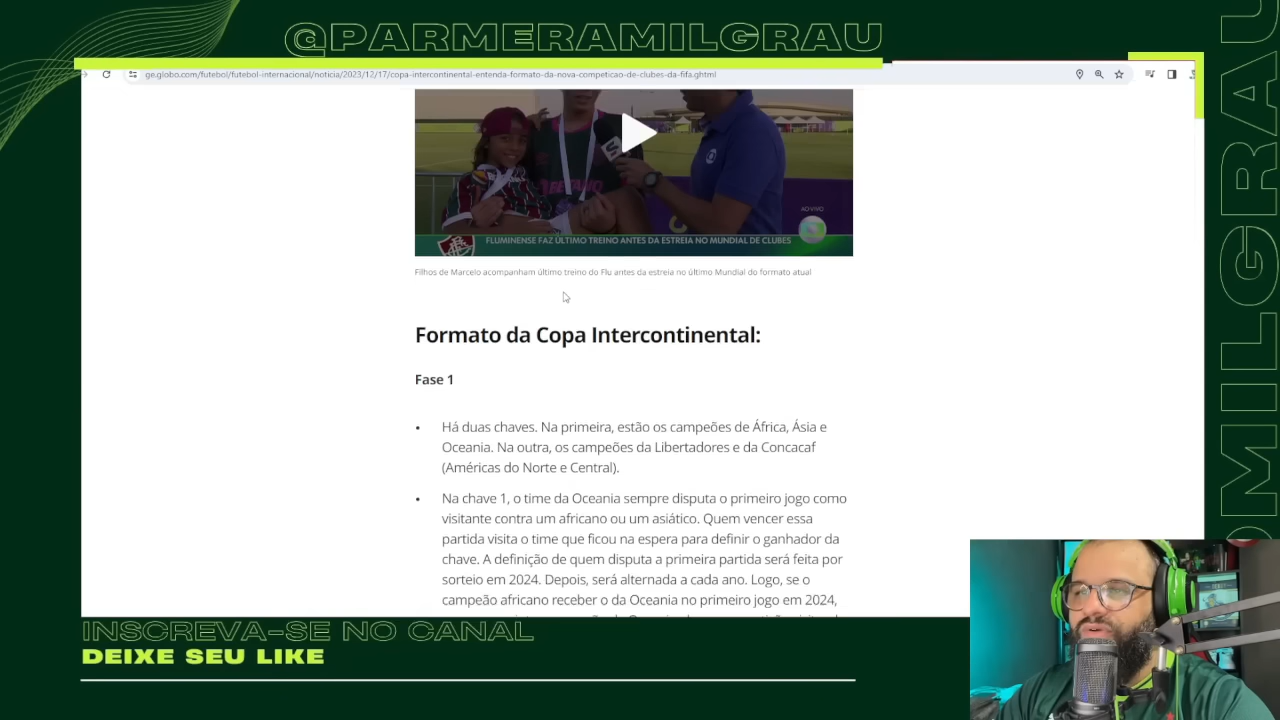 @PARMERAMILGRAU
ge.globo.com/futebol/futebol-internacional/noticia/2023/12/17/copa-intercontinental-entenda-formato-da-nova-competicao-de-clubes-da-fifa.ghtml
AO VIVO
FLUMINENSE FAZ ÚLTIMO TREINO ANTES DA ESTREIA NO MUNDIAL DE CLUBES
Filhos de Marcelo acompanham último treino do Flu antes da estreia no último Mundial do formato atual
Formato da Copa Intercontinental:
Fase 1
• Há duas chaves. Na primeira, estão os campeões de África, Ásia e
Oceania. Na outra, os campeões da Libertadores e da Concacaf
(Américas do Norte e Central).
• Na chave 1, o time da Oceania sempre disputa o primeiro jogo como
visitante contra um africano ou um asiático. Quem vencer essa
partida visita o time que ficou na espera para definir o ganhador da
chave. A definição de quem disputa a primeira partida será feita por
sorteio em 2024. Depois, será alternada a cada ano. Logo, se o
campeão africano receber o da Oceania no primeiro jogo em 2024,
INSCREVA-SE NO CANAL
DEIXE SEU LIKE
OMILGRAU